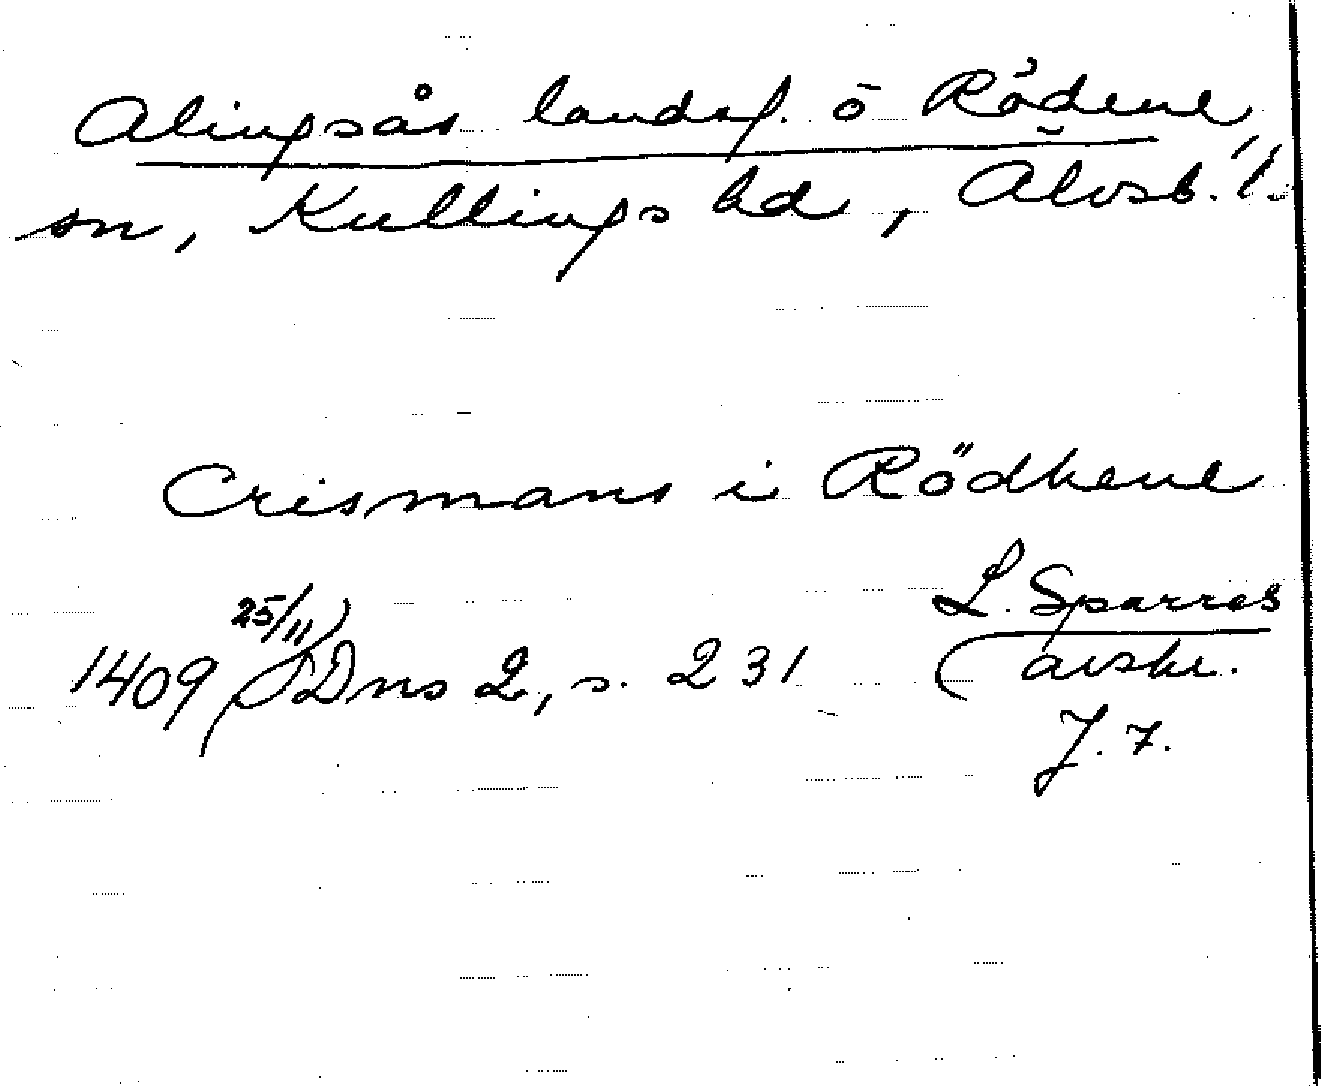 Alingsås landsf. o Rödene
sn, Kullings hd, Älvsb. l.
Crismans i Rödhene
1409 25/11 SDns 2, s. 231
L. Sparres
avskr.
J. 7.